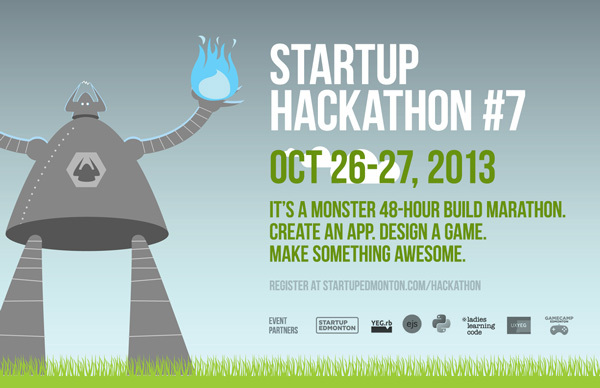 STARTUP
HACKATHON #7
OCT 26-27, 2013
IT'S A MONSTER 48-HOUR BUILD MARATHON.
CREATE AN APP. DESIGN A GAME.
MAKE SOMETHING AWESOME.
REGISTER AT STARTUPEDMONTON.COM/HACKATHON
EVENT
PARTNERS
STARTUP
EDMONTON
YEG.rb
ejs
ladies
learning
code
UXYEG
GAMECAMP
EDMONTON